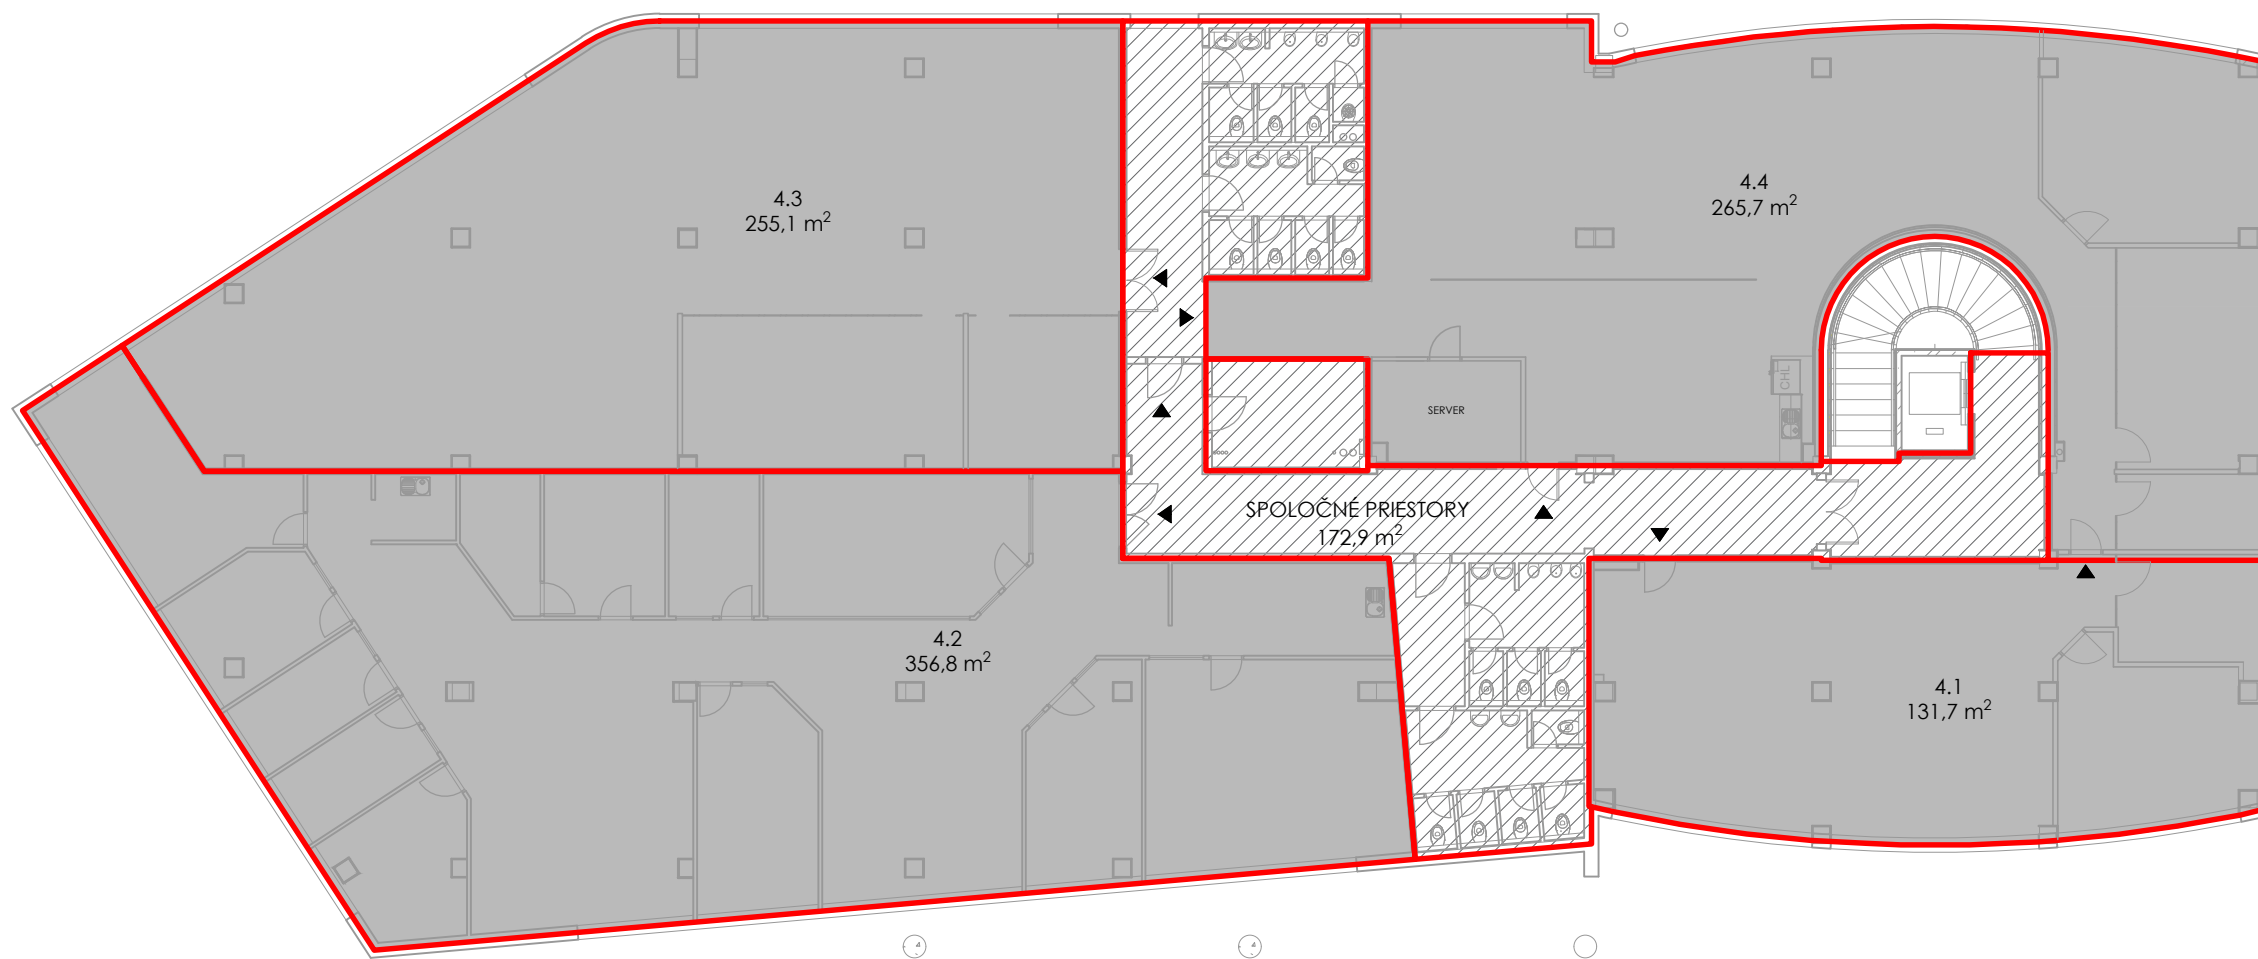 4.3
255,1 m²
4.4
265,7 m²
CHL
SERVER
SPOLOČNÉ PRIESTORY
172,9 m²
4.2
356,8 m²
4.1
131,7 m²